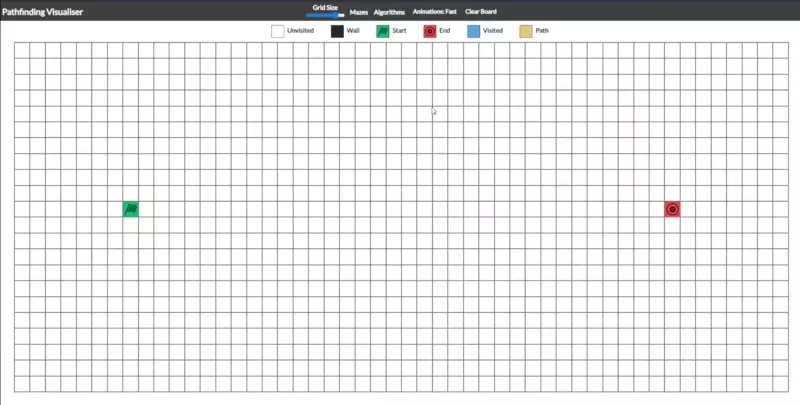 Pathfinding Visualiser
Grid Size
Mazes
Algorithms
Animations: Fast
Clear Board
Unvisited
Wall
Start
End
Visited
Path